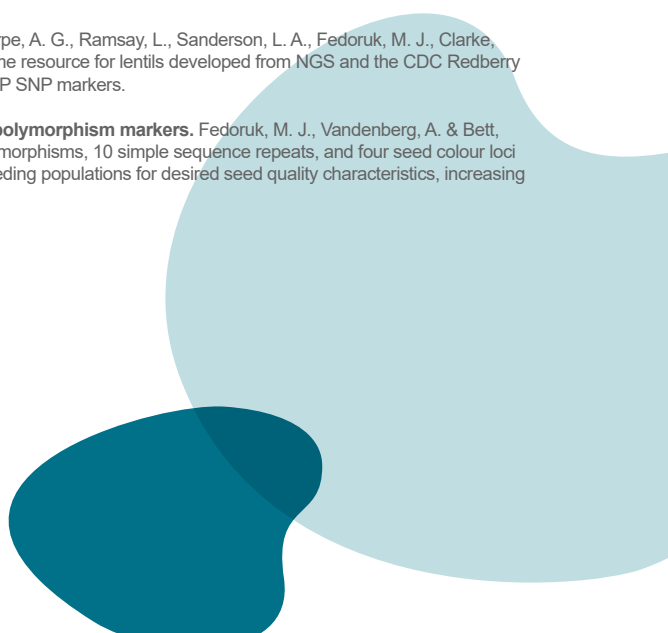 rpe, A. G., Ramsay, L., Sanderson, L. A., Fedoruk, M. J., Clarke,
me resource for lentils developed from NGS and the CDC Redberry
P SNP markers.
polymorphism markers. Fedoruk, M. J., Vandenberg, A. & Bett,
morphisms, 10 simple sequence repeats, and four seed colour loci
eding populations for desired seed quality characteristics, increasing